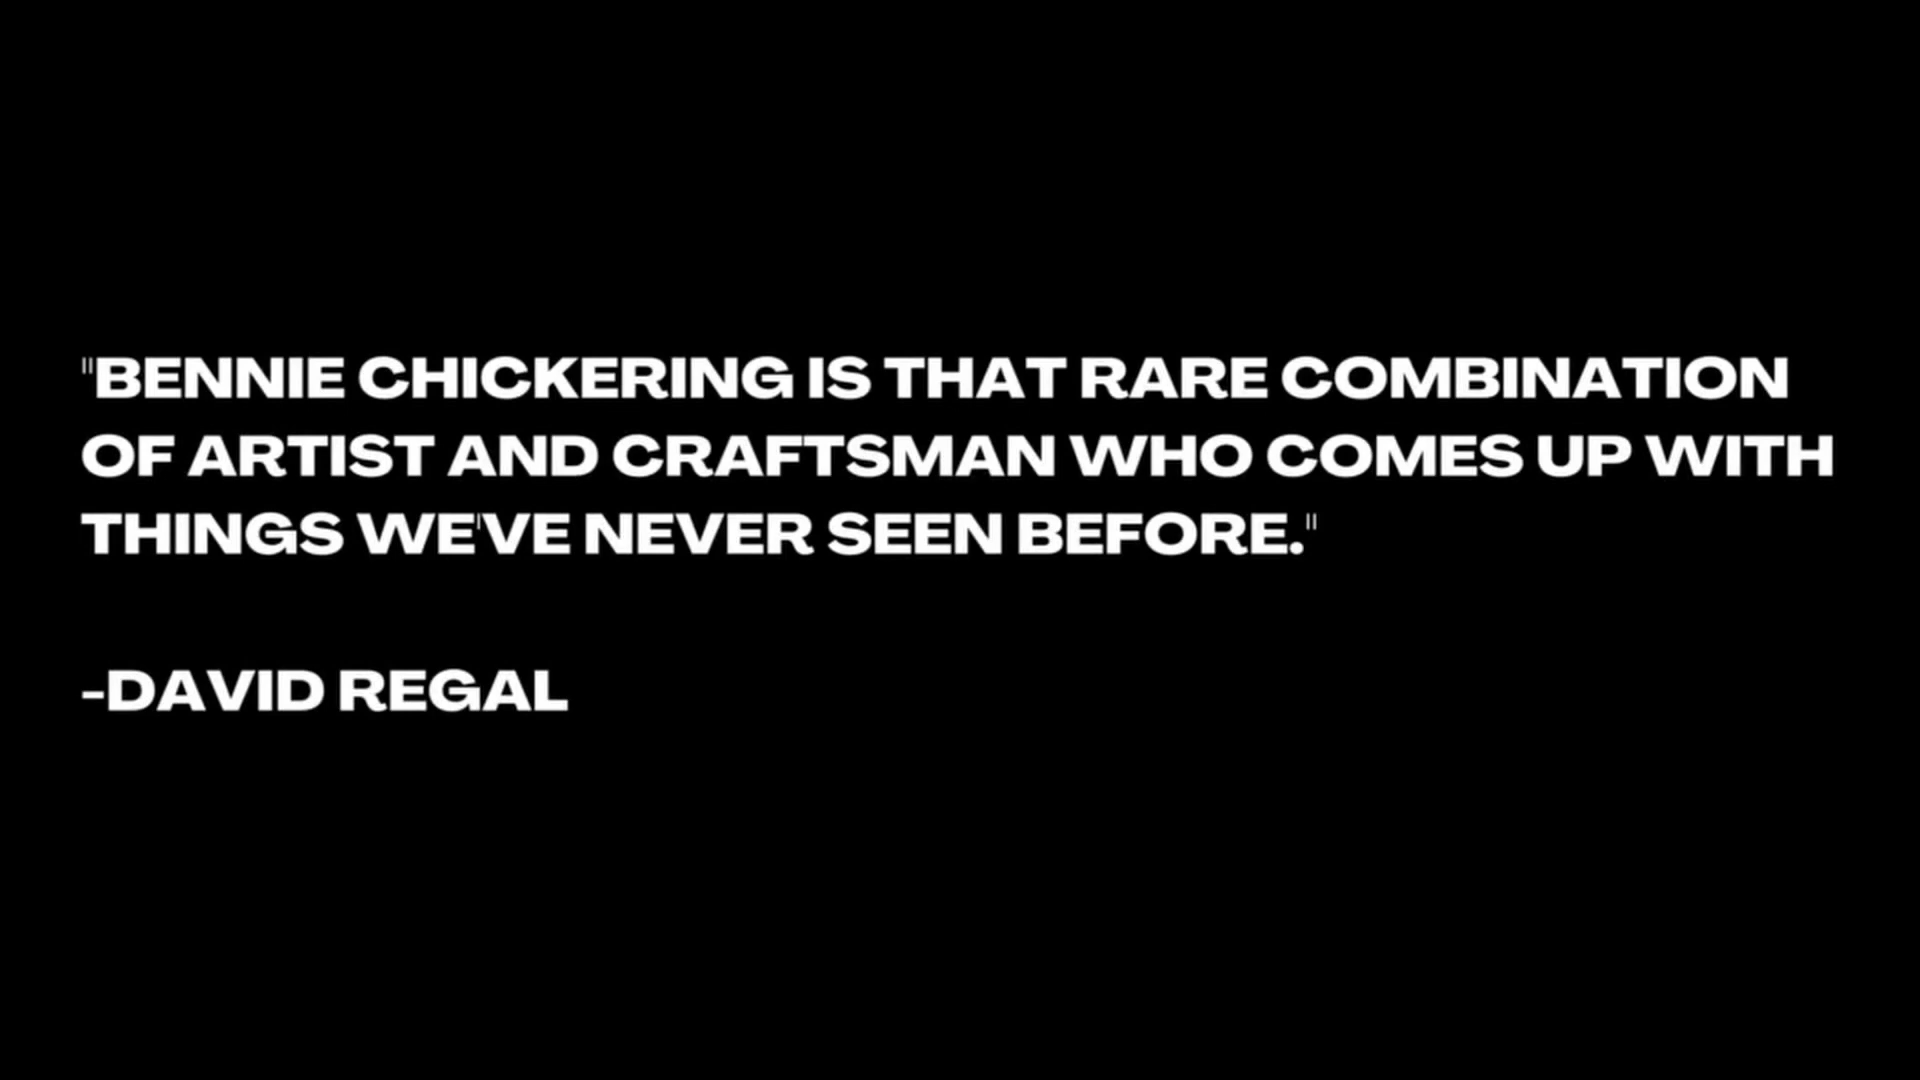 "BENNIE CHICKERING IS THAT RARE COMBINATION
OF ARTIST AND CRAFTSMAN WHO COMES UP WITH
THINGS WE'VE NEVER SEEN BEFORE."
-DAVID REGAL